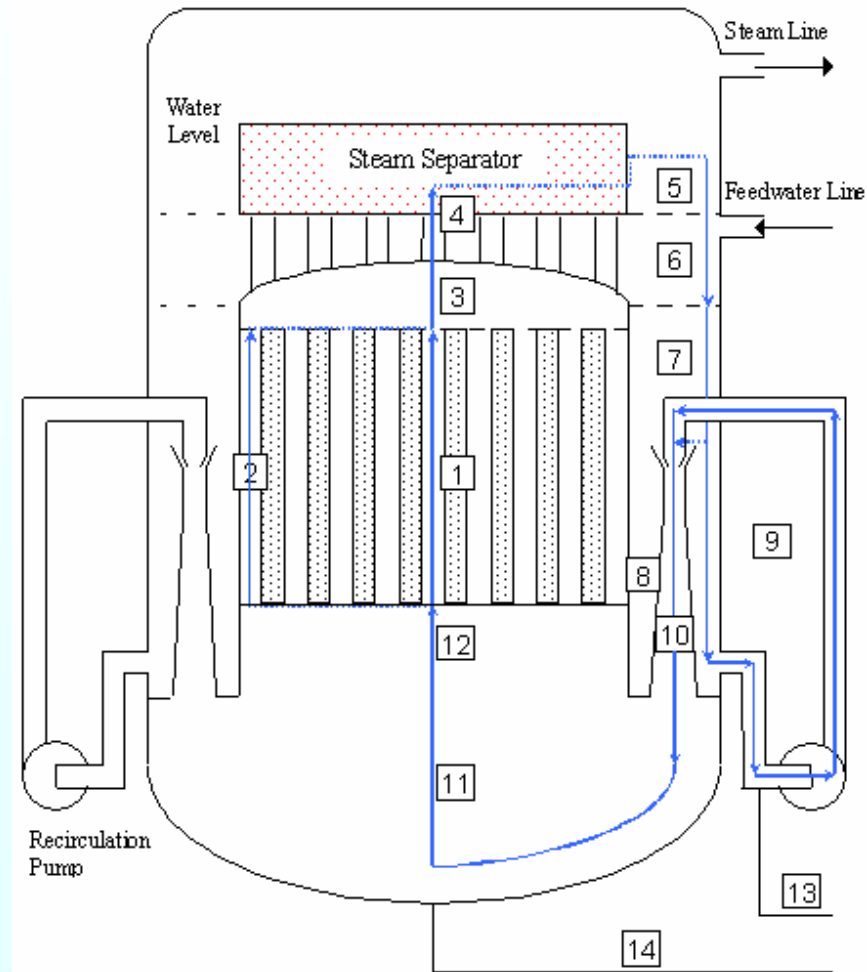 Steam Line
Water
Level
Steam Separator
5
Feedwater Line
4
6
3
7
2
1
9
8
10
12
11
Recirculation
Pump
13
14